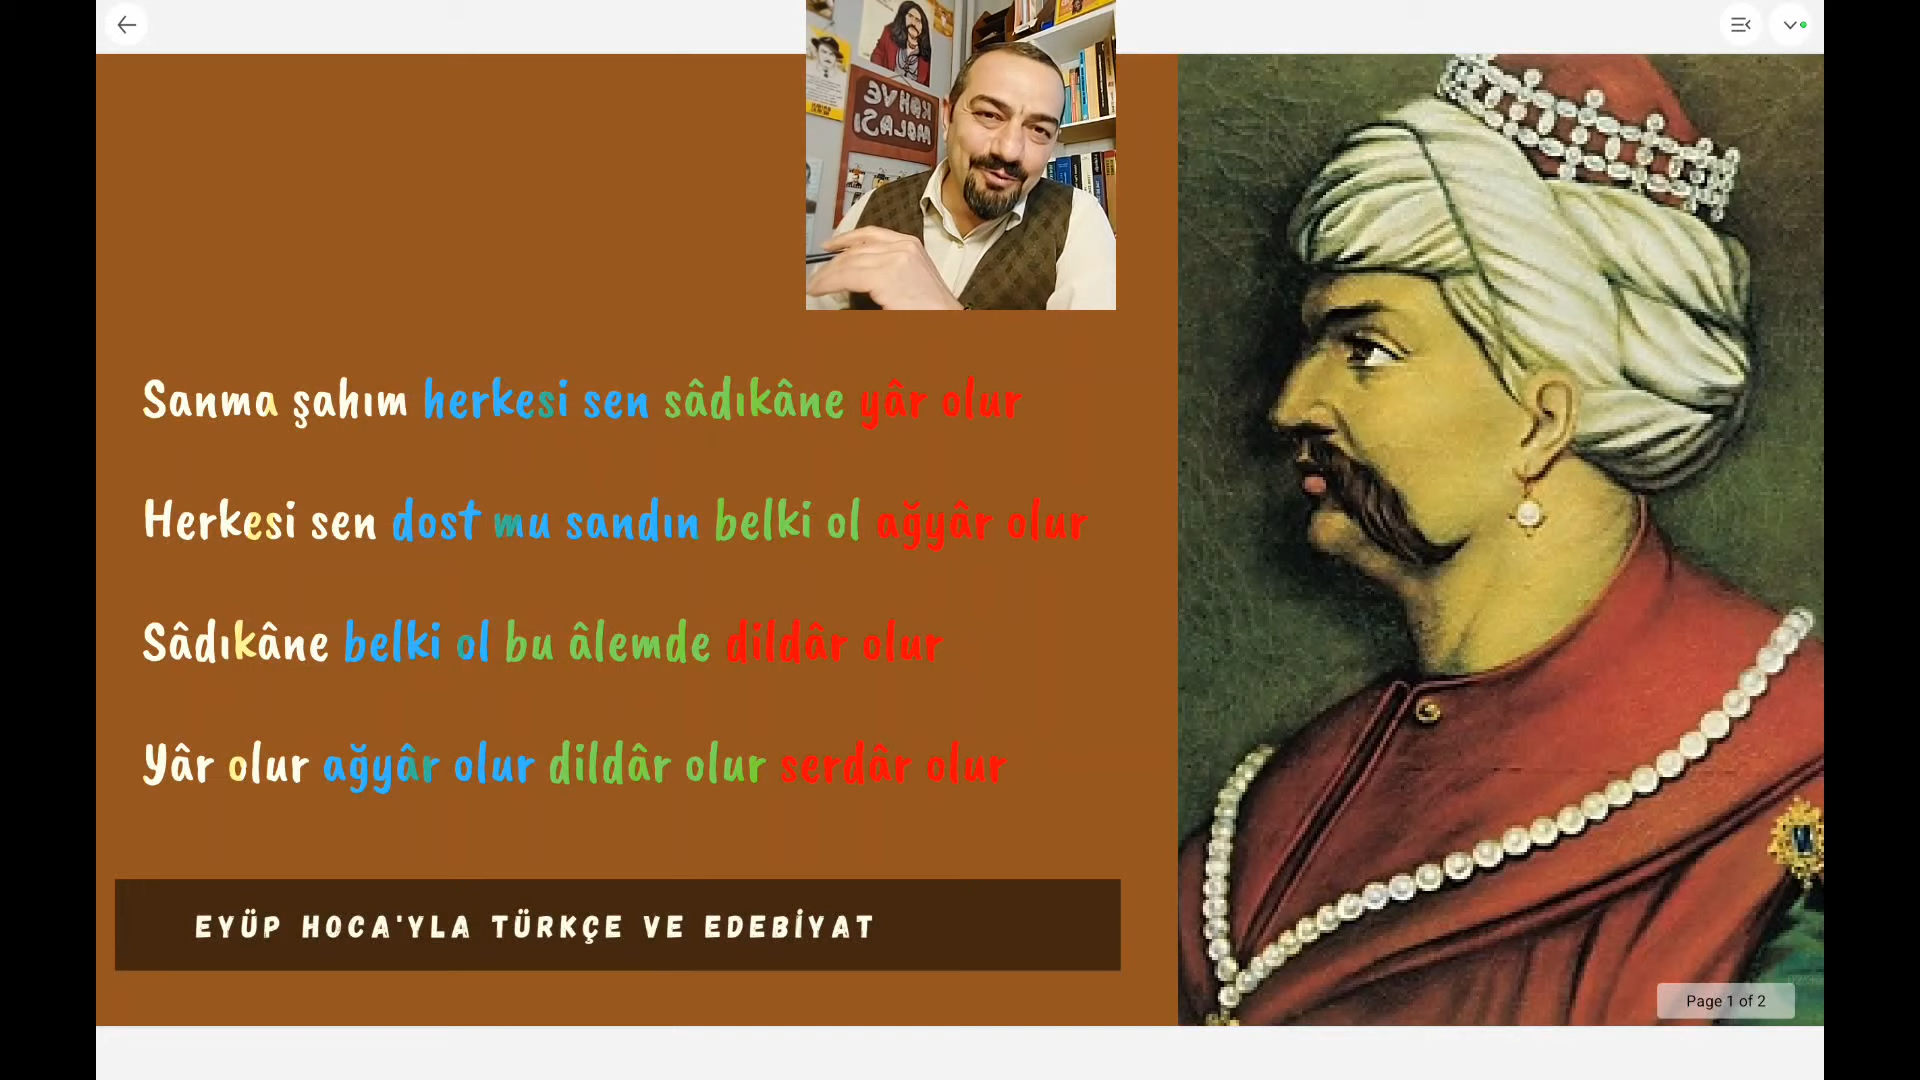 KAHVE
MOLASI
Sanma şahım herkesi sen sâdıkâne yâr olur
Herkesi sen dost mu sandın belki ol ağyâr olur
Sâdıkâne belki ol bu âlemde dildâr olur
Yâr olur ağyâr olur dildâr olur serdâr olur
EYÜP HOCA'YLA TÜRKÇE VE EDEBİYAT
Page 1 of 2